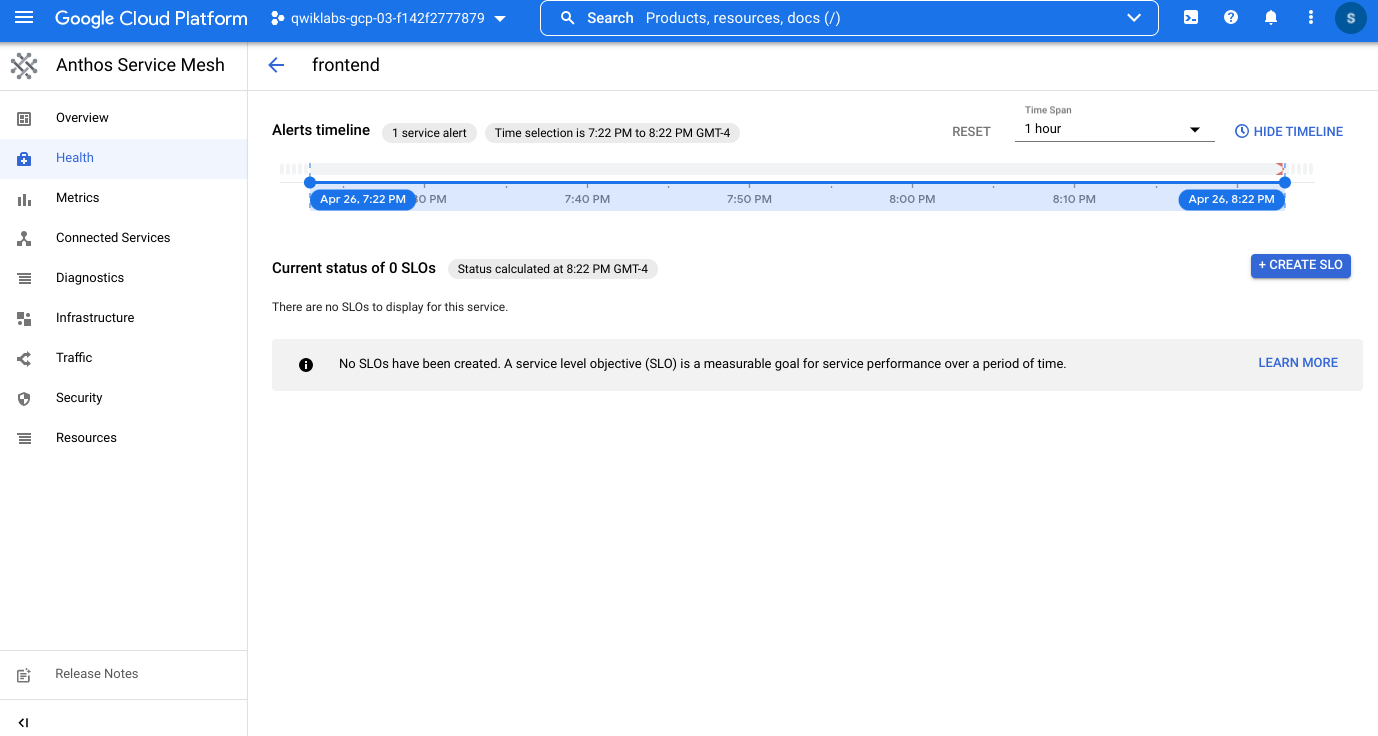 Google Cloud Platform
qwiklabs-gcp-03-f142f2777879
Search Products, resources, docs (/)
S
Anthos Service Mesh
frontend
Overview
Health
Metrics
Connected Services
Diagnostics
Infrastructure
Traffic
Security
Resources
Release Notes
Alerts timeline
1 service alert
Time selection is 7:22 PM to 8:22 PM GMT-4
RESET
Time Span
1 hour
HIDE TIMELINE
Apr 26, 7:22 PM
30 PM
7:40 PM
7:50 PM
8:00 PM
8:10 PM
Apr 26, 8:22 PM
Current status of 0 SLOs
Status calculated at 8:22 PM GMT-4
+ CREATE SLO
There are no SLOs to display for this service.
No SLOs have been created. A service level objective (SLO) is a measurable goal for service performance over a period of time.
LEARN MORE